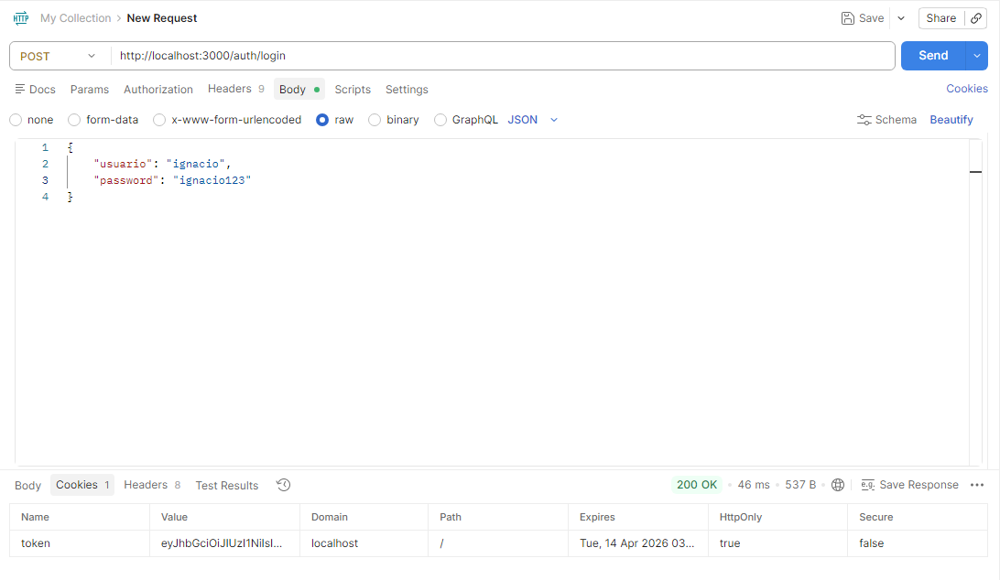 HTTP My Collection > New Request Save Share
POST http://localhost:3000/auth/login Send
Docs Params Authorization Headers 9 Body Scripts Settings Cookies
none form-data x-www-form-urlencoded raw binary GraphQL JSON Schema Beautify
1 {
2 "usuario": "ignacio",
3 "password": "ignacio123"
4 }
Body Cookies 1 Headers 8 Test Results 200 OK • 46 ms • 537 B • e.g. Save Response
Name Value Domain Path Expires HttpOnly Secure
token eyJhbGciOiJIUzI1NiIsI... localhost / Tue, 14 Apr 2026 03... true false